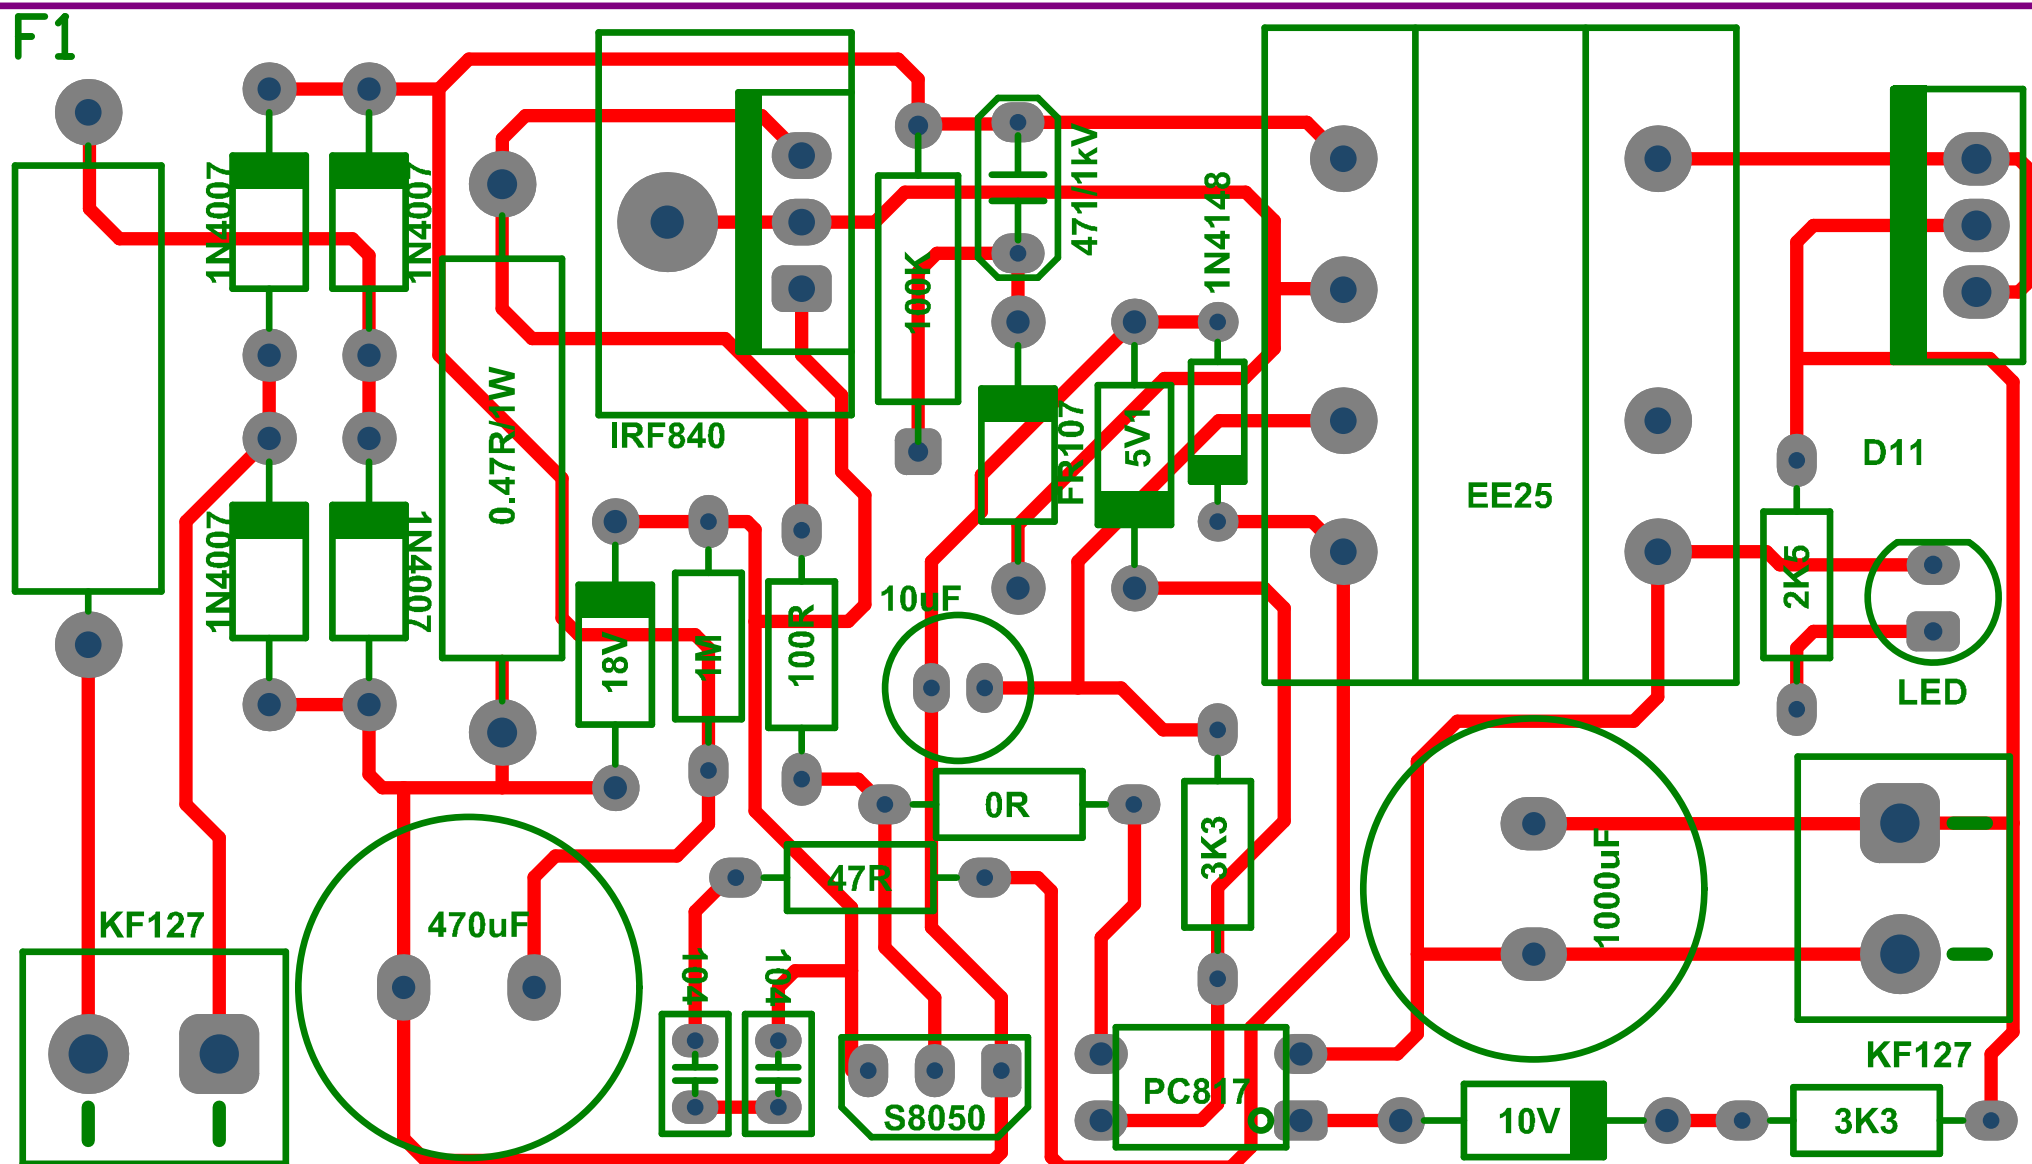 F1
1N4007
1N4007
471/1kV
1N4148
100K
0.47R/1W
IRF840
FR107
5V1
D11
EE25
1N4007
1N4007
10uF
2K5
18V
1M
100R
LED
0R
3K3
47R
1000uF
KF127
470uF
104
104
KF127
PC817
S8050
10V
3K3